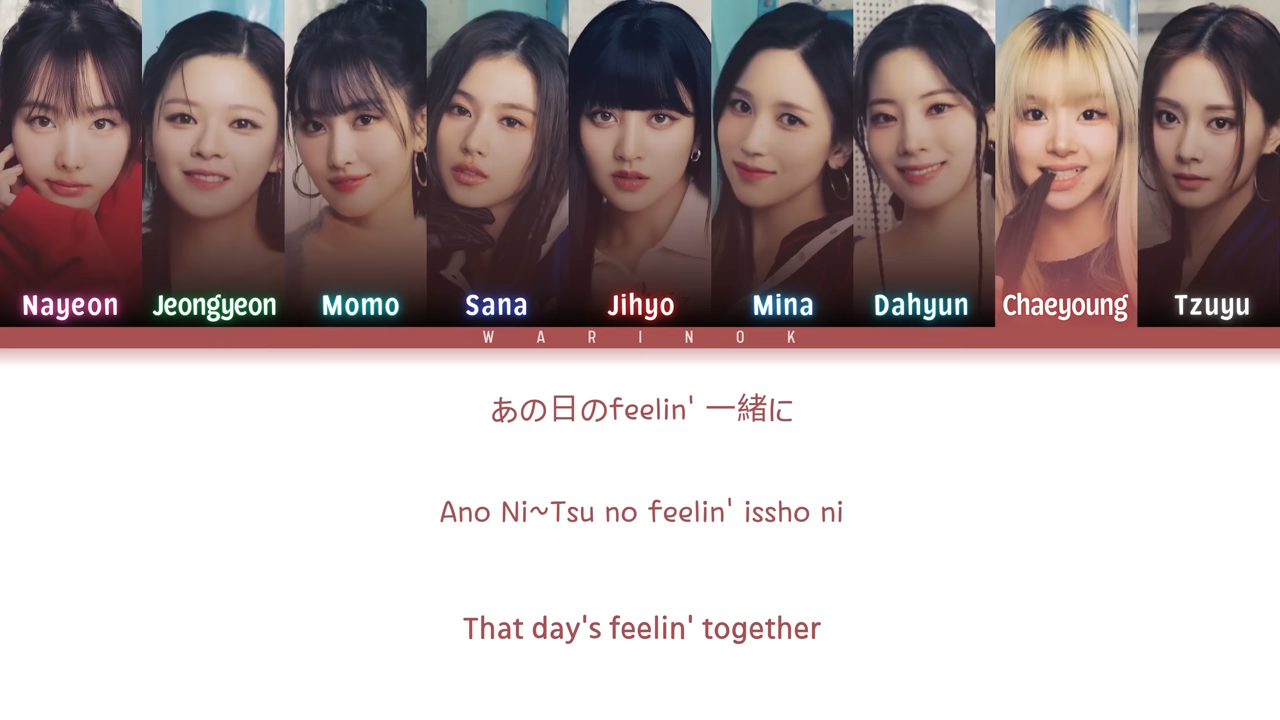 Nayeon Jeongyeon Momo Sana Jihyo Mina Dahyun Chaeyoung Tzuyu
WARINOK
あの日のfeelin' 一緒に
Ano Ni~Tsu no feelin' issho ni
That day's feelin' together